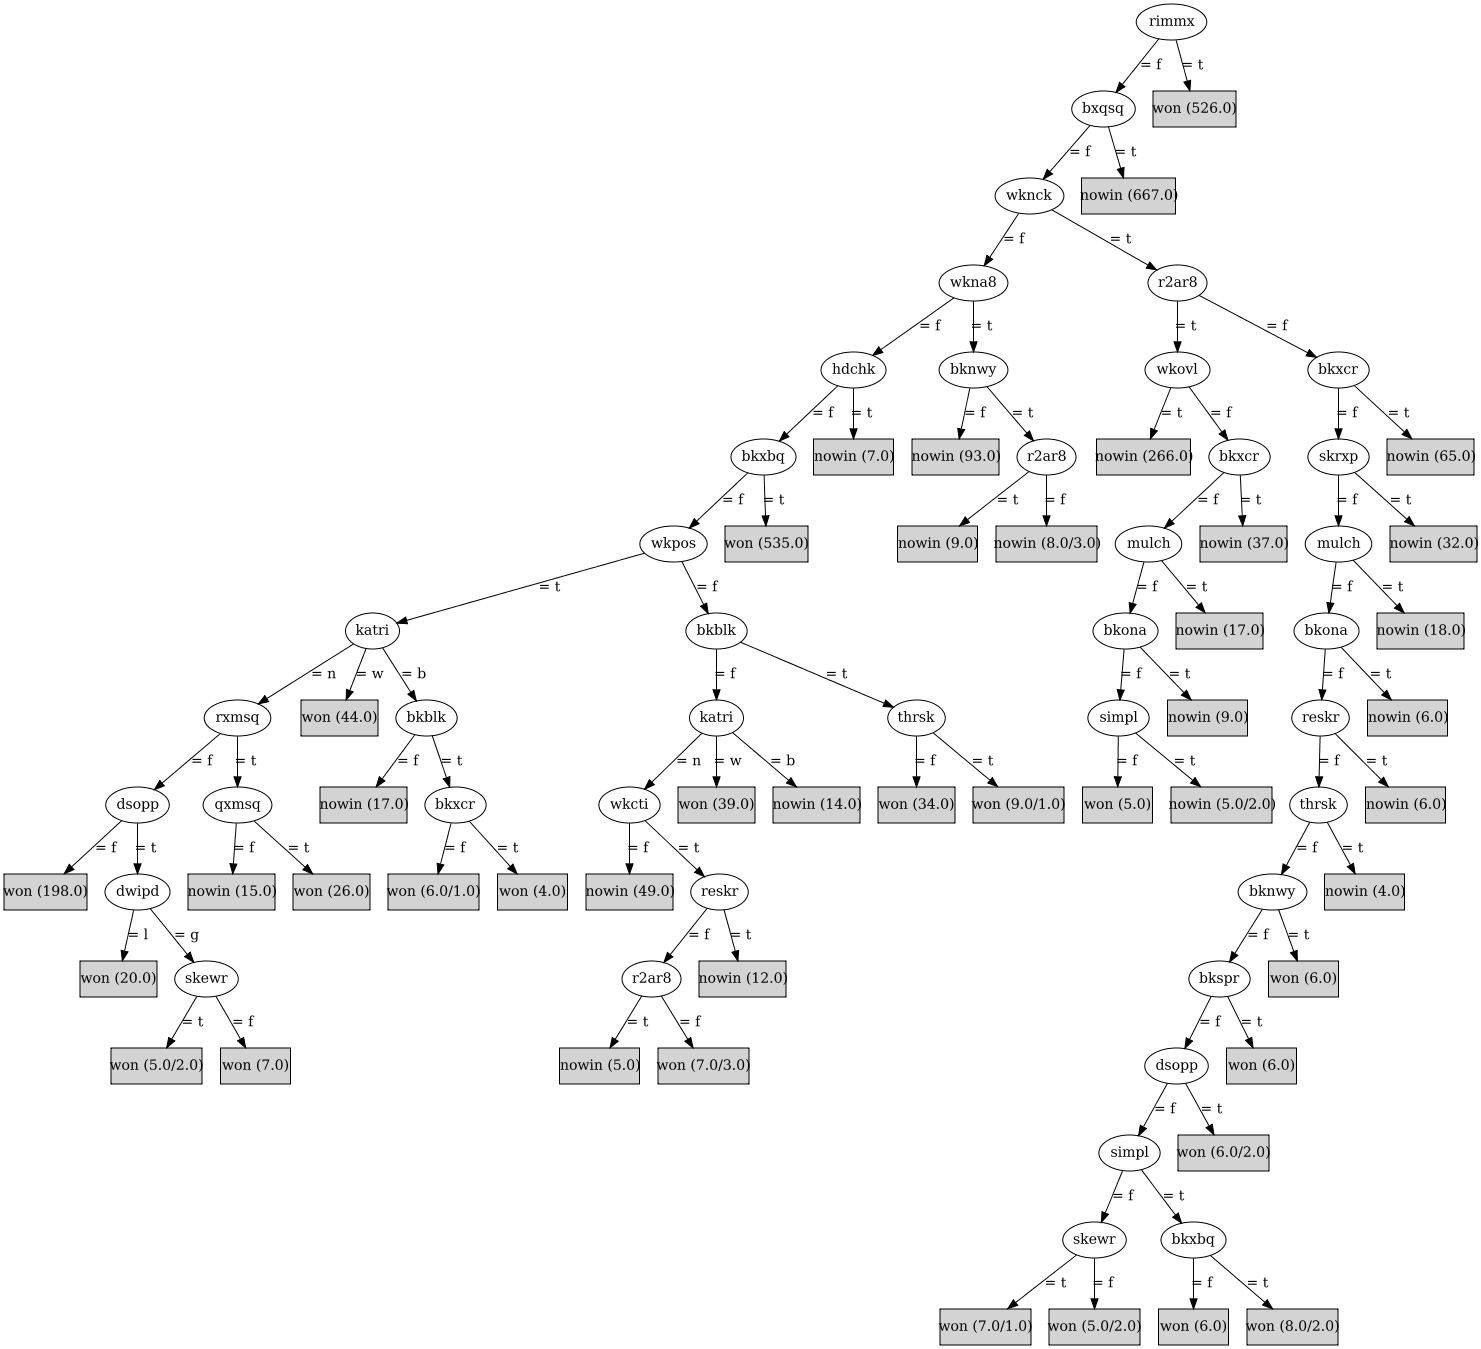 rimmx
= f
= t
bxqsq
won (526.0)
= f
= t
wknck
nowin (667.0)
= f
= t
wkna8
r2ar8
= f
= t
= t
= f
hdchk
bknwy
wkovl
bkxcr
= f
= t
= f
= t
= t
= f
= f
= t
bkxbq
nowin (7.0)
nowin (93.0)
r2ar8
nowin (266.0)
bkxcr
skrxp
nowin (65.0)
= f
= t
= t
= f
= f
= t
= f
= t
wkpos
won (535.0)
nowin (9.0)
nowin (8.0/3.0)
mulch
nowin (37.0)
mulch
nowin (32.0)
= t
= f
= f
= t
= f
= t
katri
bkblk
bkona
nowin (17.0)
bkona
nowin (18.0)
= n
= w
= b
= f
= t
= f
= t
= f
= t
rxmsq
won (44.0)
bkblk
katri
thrsk
simpl
nowin (9.0)
reskr
nowin (6.0)
= f
= t
= f
= t
= n
= w
= b
= f
= t
= f
= t
= f
= t
dsopp
qxmsq
nowin (17.0)
bkxcr
wkcti
won (39.0)
nowin (14.0)
won (34.0)
won (9.0/1.0)
won (5.0)
nowin (5.0/2.0)
thrsk
nowin (6.0)
= f
= t
= f
= t
= f
= t
= f
= t
= f
= t
won (198.0)
dwipd
nowin (15.0)
won (26.0)
won (6.0/1.0)
won (4.0)
nowin (49.0)
reskr
bknwy
nowin (4.0)
= l
= g
= f
= t
= f
= t
won (20.0)
skewr
r2ar8
nowin (12.0)
bkspr
won (6.0)
= t
= f
= t
= f
= f
= t
won (5.0/2.0)
won (7.0)
nowin (5.0)
won (7.0/3.0)
dsopp
won (6.0)
= f
= t
simpl
won (6.0/2.0)
= f
= t
skewr
bkxbq
= t
= f
= f
= t
won (7.0/1.0)
won (5.0/2.0)
won (6.0)
won (8.0/2.0)